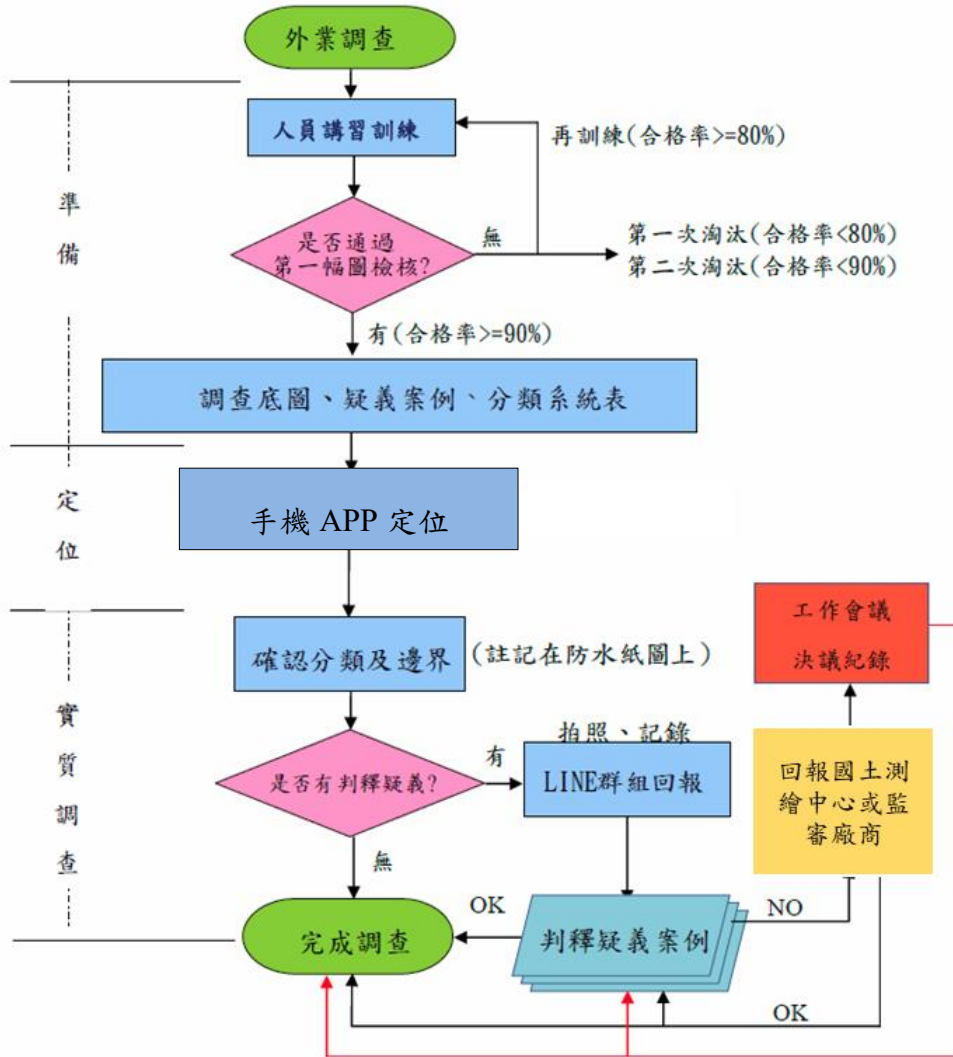 外業調查
人員講習訓練
再訓練(合格率>=80%)
準
備
是否通過
第一幅圖檢核?
無
第一次淘汰(合格率<80%)
第二次淘汰(合格率<90%)
有(合格率>=90%)
調查底圖、疑義案例、分類系統表
定
位
手機 APP 定位
工作會議
決議紀錄
確認分類及邊界
(註記在防水紙圖上)
實
質
調
查
拍照、記錄
是否有判釋疑義?
有
LINE群組回報
回報國土測
繪中心或監
審廠商
無
完成調查
OK
判釋疑義案例
NO
OK